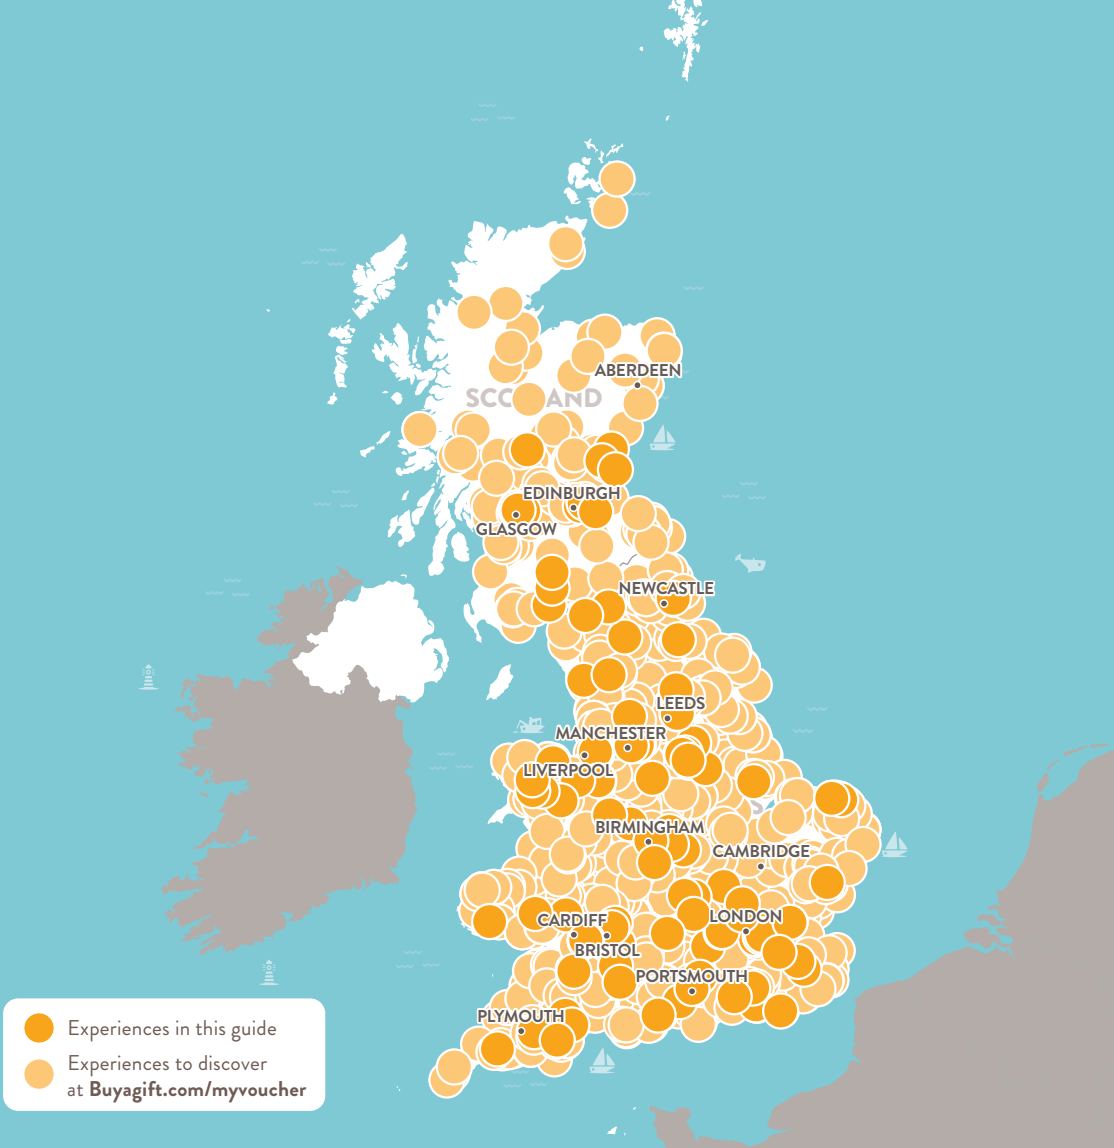 ABERDEEN
EDINBURGH
GLASGOW
NEWCASTLE
LEEDS
MANCHESTER
LIVERPOOL
BIRMINGHAM
CAMBRIDGE
CARDIFF
LONDON
BRISTOL
PORTSMOUTH
PLYMOUTH
Experiences in this guide
Experiences to discover
at Buyagift.com/myvoucher